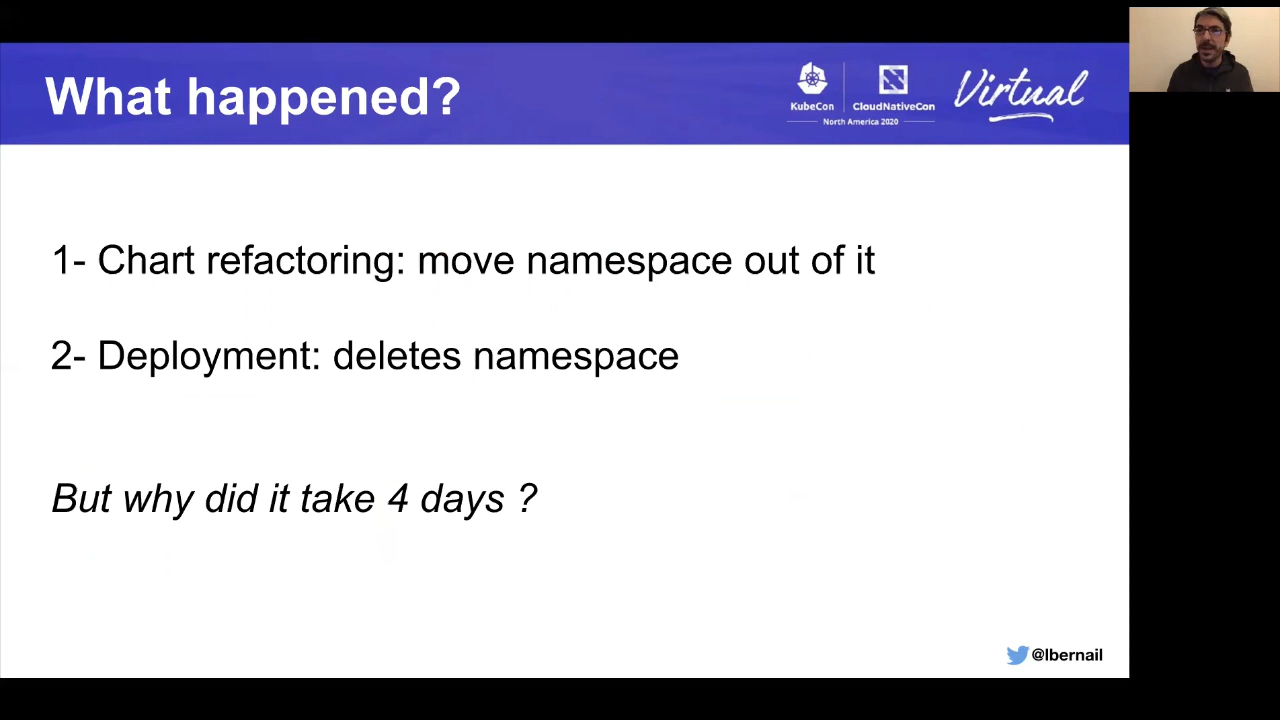 What happened?
KubeCon
CloudNativeCon
North America 2020
Virtual
1- Chart refactoring: move namespace out of it
2- Deployment: deletes namespace
But why did it take 4 days ?
@lbernail